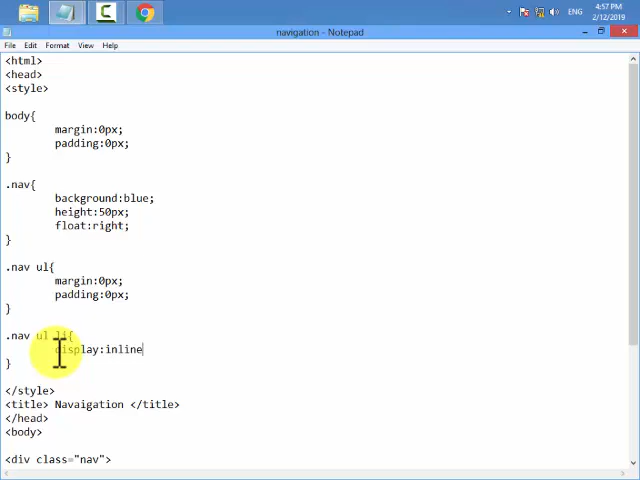 4:57 PM
ENG
2/12/2019
navigation - Notepad
File Edit Format View Help
<html>
<head>
<style>
body{
margin:0px;
padding:0px;
}
.nav{
background:blue;
height:50px;
float:right;
}
.nav ul{
margin:0px;
padding:0px;
}
.nav ul li{
display:inline
}
</style>
<title> Navaigation </title>
</head>
<body>
<div class="nav">